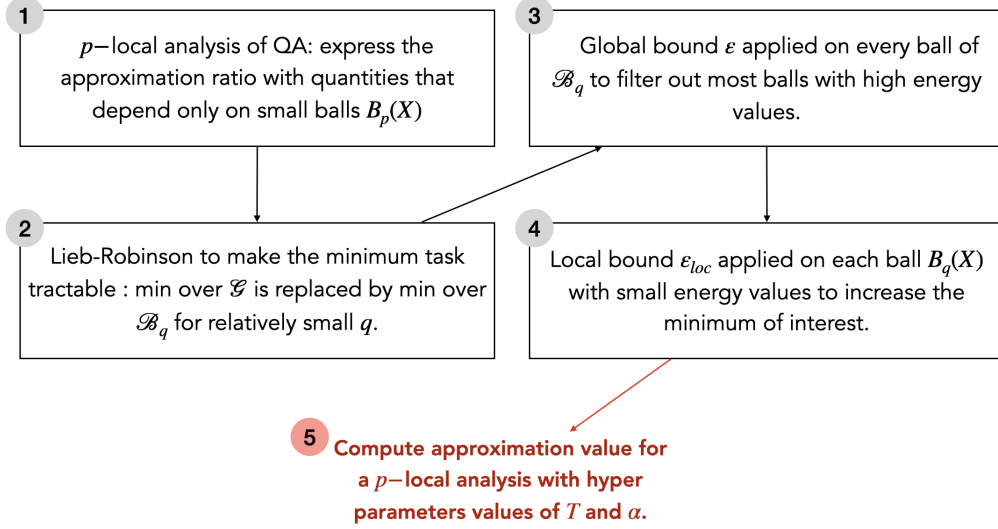 1
p−local analysis of QA: express the
approximation ratio with quantities that
depend only on small balls Bₚ(X)
2
Lieb-Robinson to make the minimum task
tractable : min over 𝒢 is replaced by min over
ℬ_q for relatively small q.
3
Global bound ε applied on every ball of
ℬ_q to filter out most balls with high energy
values.
4
Local bound ε_loc applied on each ball B_q(X)
with small energy values to increase the
minimum of interest.
5
Compute approximation value for
a p−local analysis with hyper
parameters values of T and α.